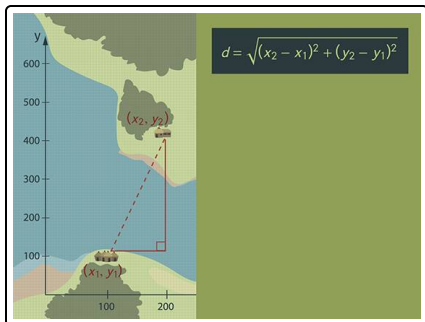 y
600
500
400
300
200
100
100 200
(x₂, y₂)
(x₁, y₁)
d = √(x₂ − x₁)² + (y₂ − y₁)²